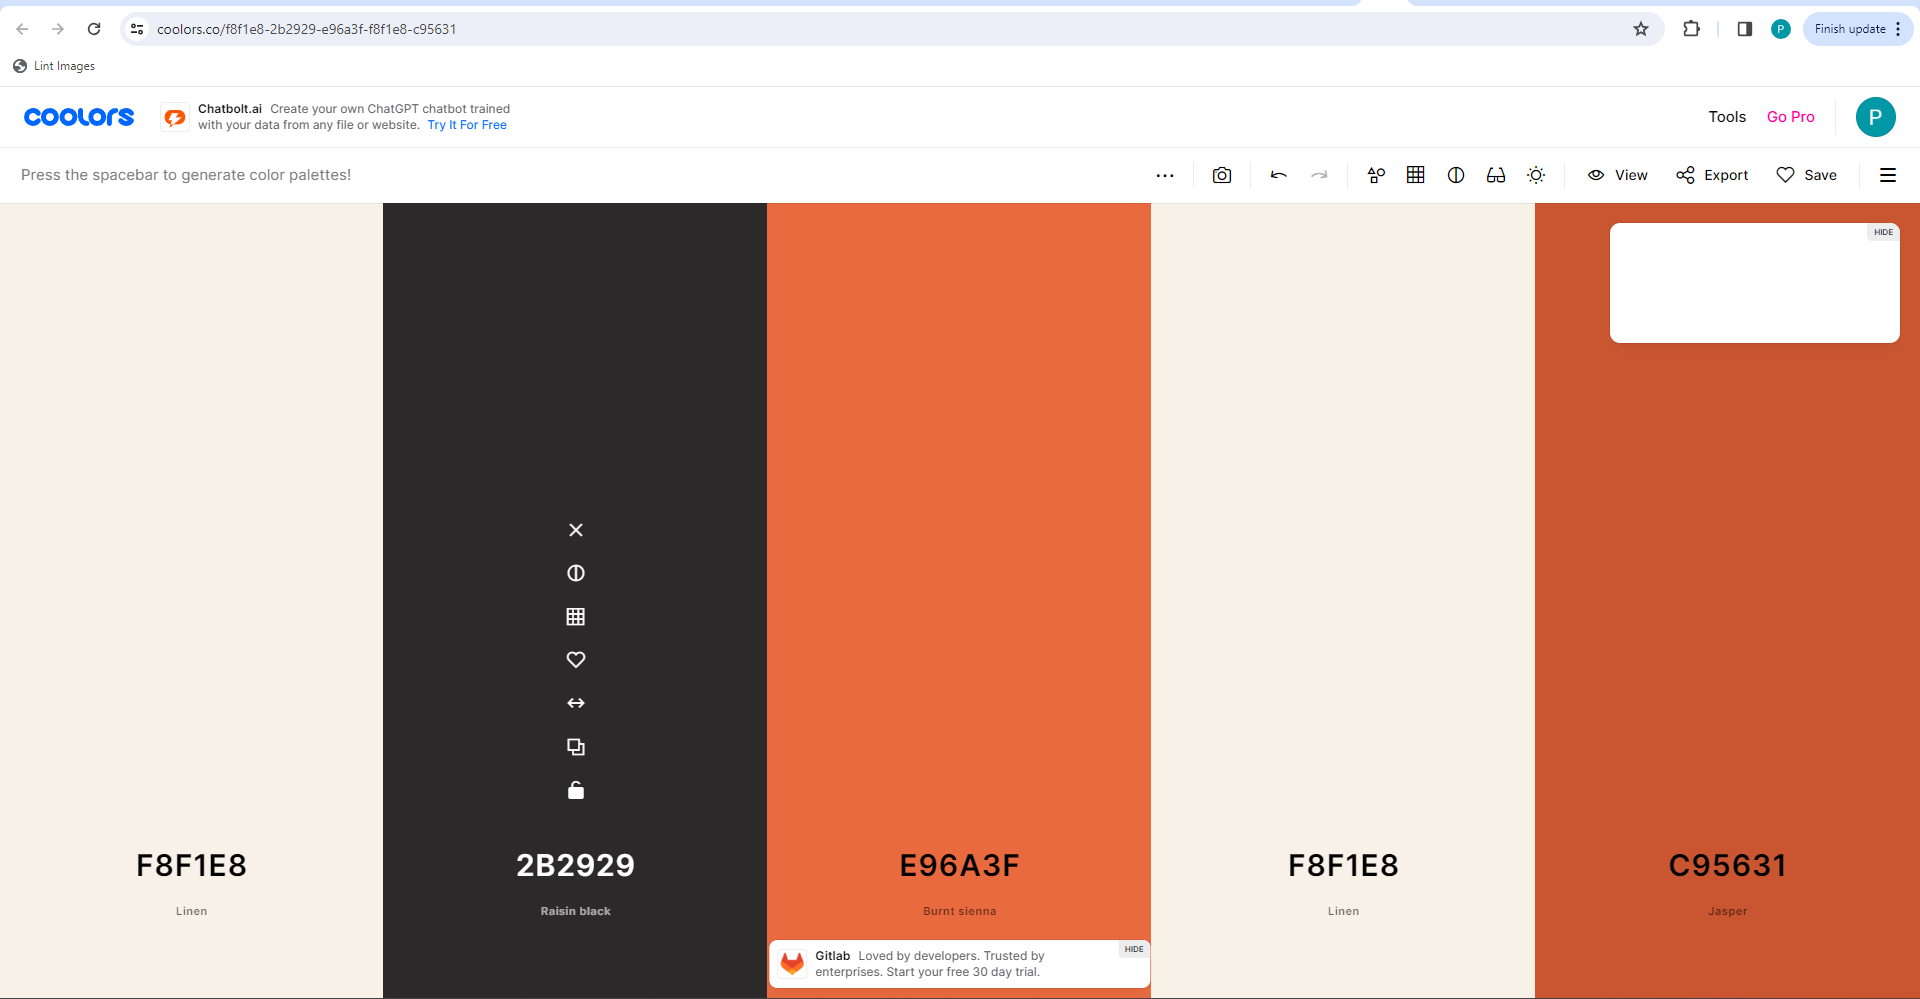 coolors.co/f8f1e8-2b2929-e96a3f-f8f1e8-c95631
P
Finish update
Lint Images
coolors
Chatbolt.ai Create your own ChatGPT chatbot trained
with your data from any file or website. Try It For Free
Tools
Go Pro
P
Press the spacebar to generate color palettes!
View
Export
Save
HIDE
F8F1E8
2B2929
E96A3F
F8F1E8
C95631
Linen
Raisin black
Burnt sienna
Linen
Jasper
Gitlab Loved by developers. Trusted by
enterprises. Start your free 30 day trial.
HIDE